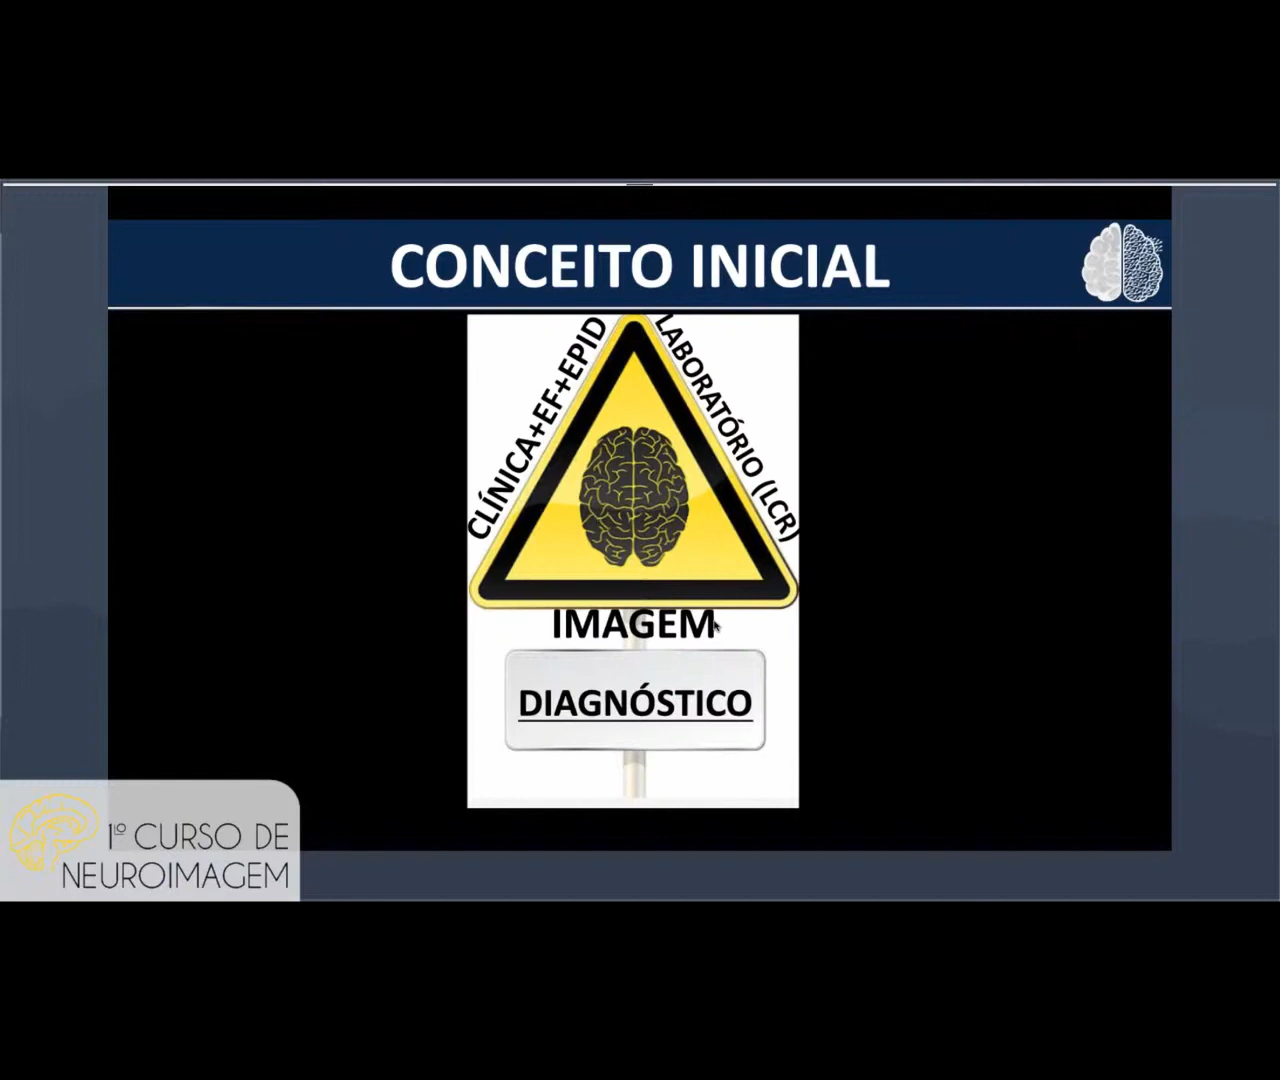 CONCEITO INICIAL
CLÍNICA+EF+EPID
LABORATÓRIO (LCR)
IMAGEM
DIAGNÓSTICO
1º CURSO DE
NEUROIMAGEM